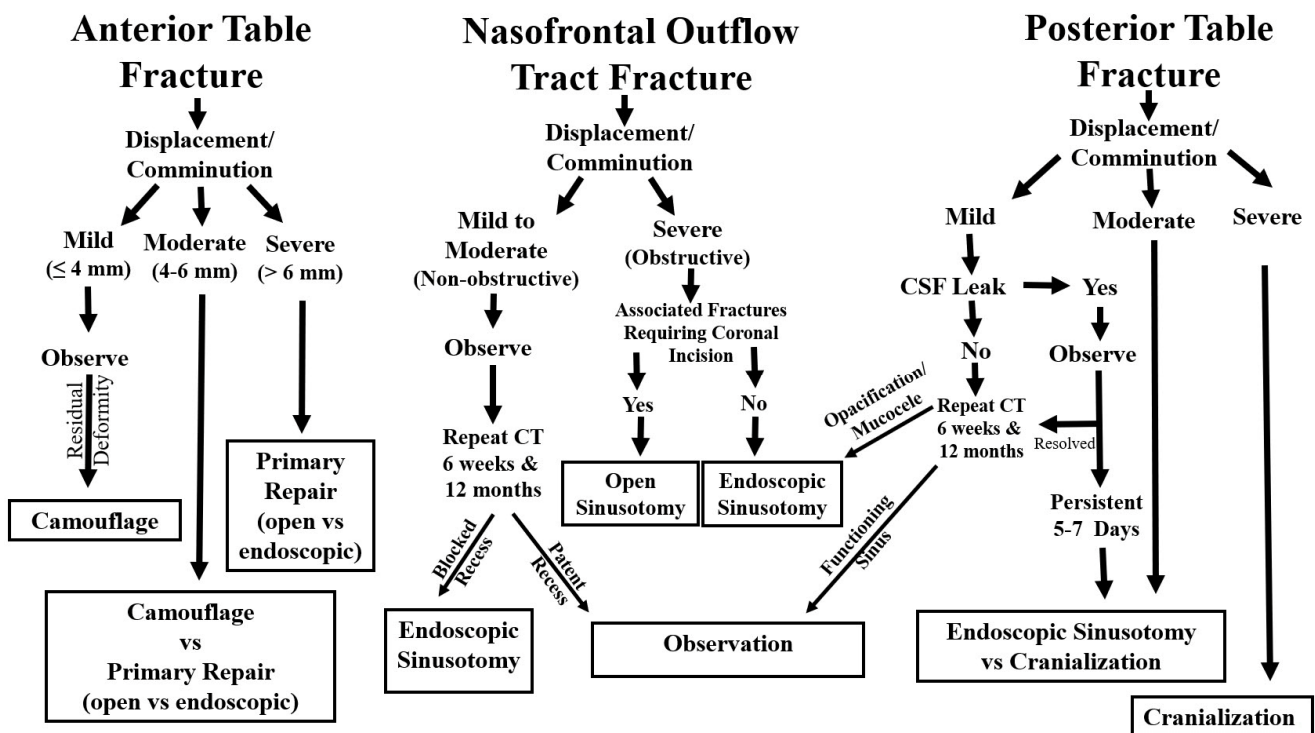 Anterior Table
Fracture
Displacement/
Comminution
Mild
(≤ 4 mm)
Moderate
(4-6 mm)
Severe
(> 6 mm)
Observe
Residual
Deformity
Camouflage
Primary
Repair
(open vs
endoscopic)
Camouflage
vs
Primary Repair
(open vs endoscopic)
Nasofrontal Outflow
Tract Fracture
Displacement/
Comminution
Mild to
Moderate
(Non-obstructive)
Observe
Repeat CT
6 weeks &
12 months
Blocked
Recess
Patent
Recess
Endoscopic
Sinusotomy
Observation
Severe
(Obstructive)
Associated Fractures
Requiring Coronal
Incision
Yes
No
Open
Sinusotomy
Endoscopic
Sinusotomy
Posterior Table
Fracture
Displacement/
Comminution
Mild
Moderate
Severe
CSF Leak
Yes
No
Observe
Opacification/
Mucocele
Repeat CT
6 weeks &
12 months
Resolved
Functioning
Sinus
Persistent
5-7 Days
Endoscopic Sinusotomy
vs Cranialization
Cranialization